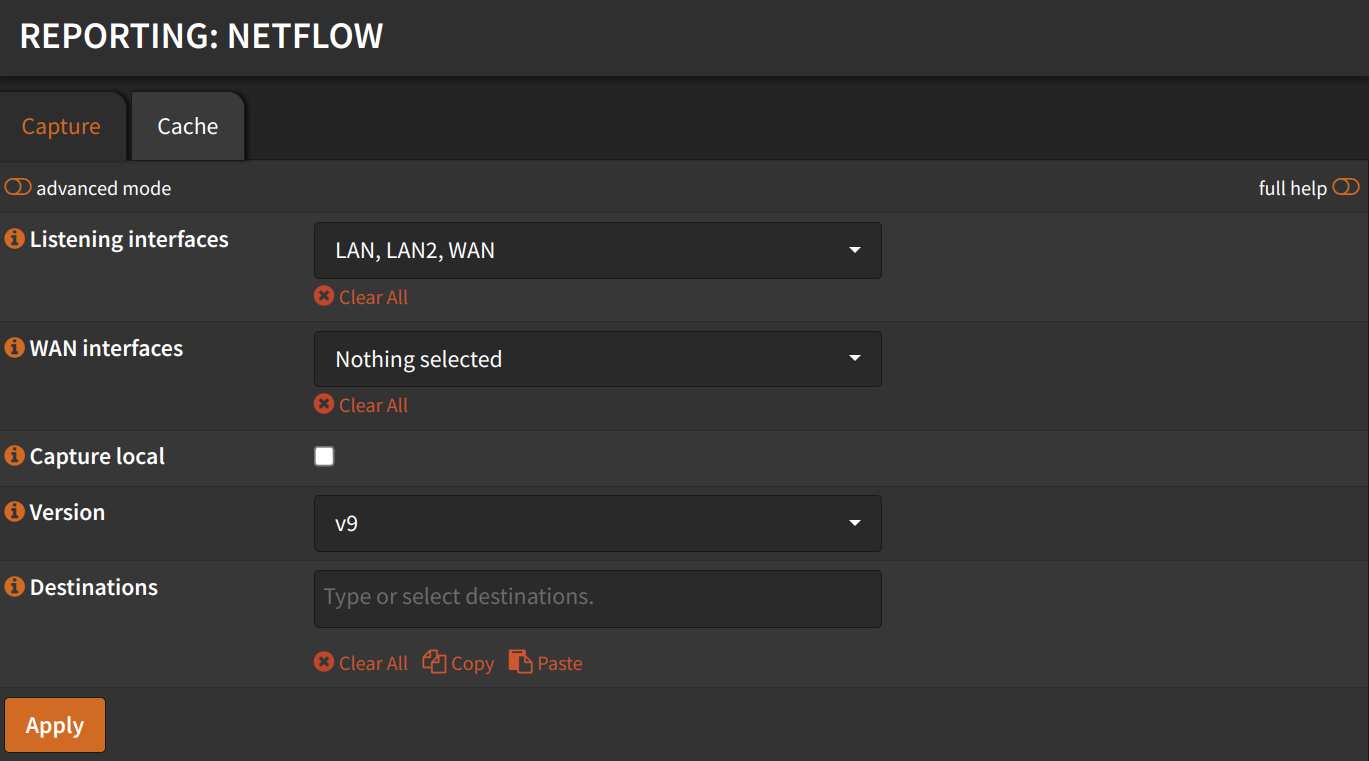 REPORTING: NETFLOW
Capture
Cache
advanced mode
full help
Listening interfaces
LAN, LAN2, WAN
Clear All
WAN interfaces
Nothing selected
Clear All
Capture local
Version
v9
Destinations
Type or select destinations.
Clear All Copy Paste
Apply